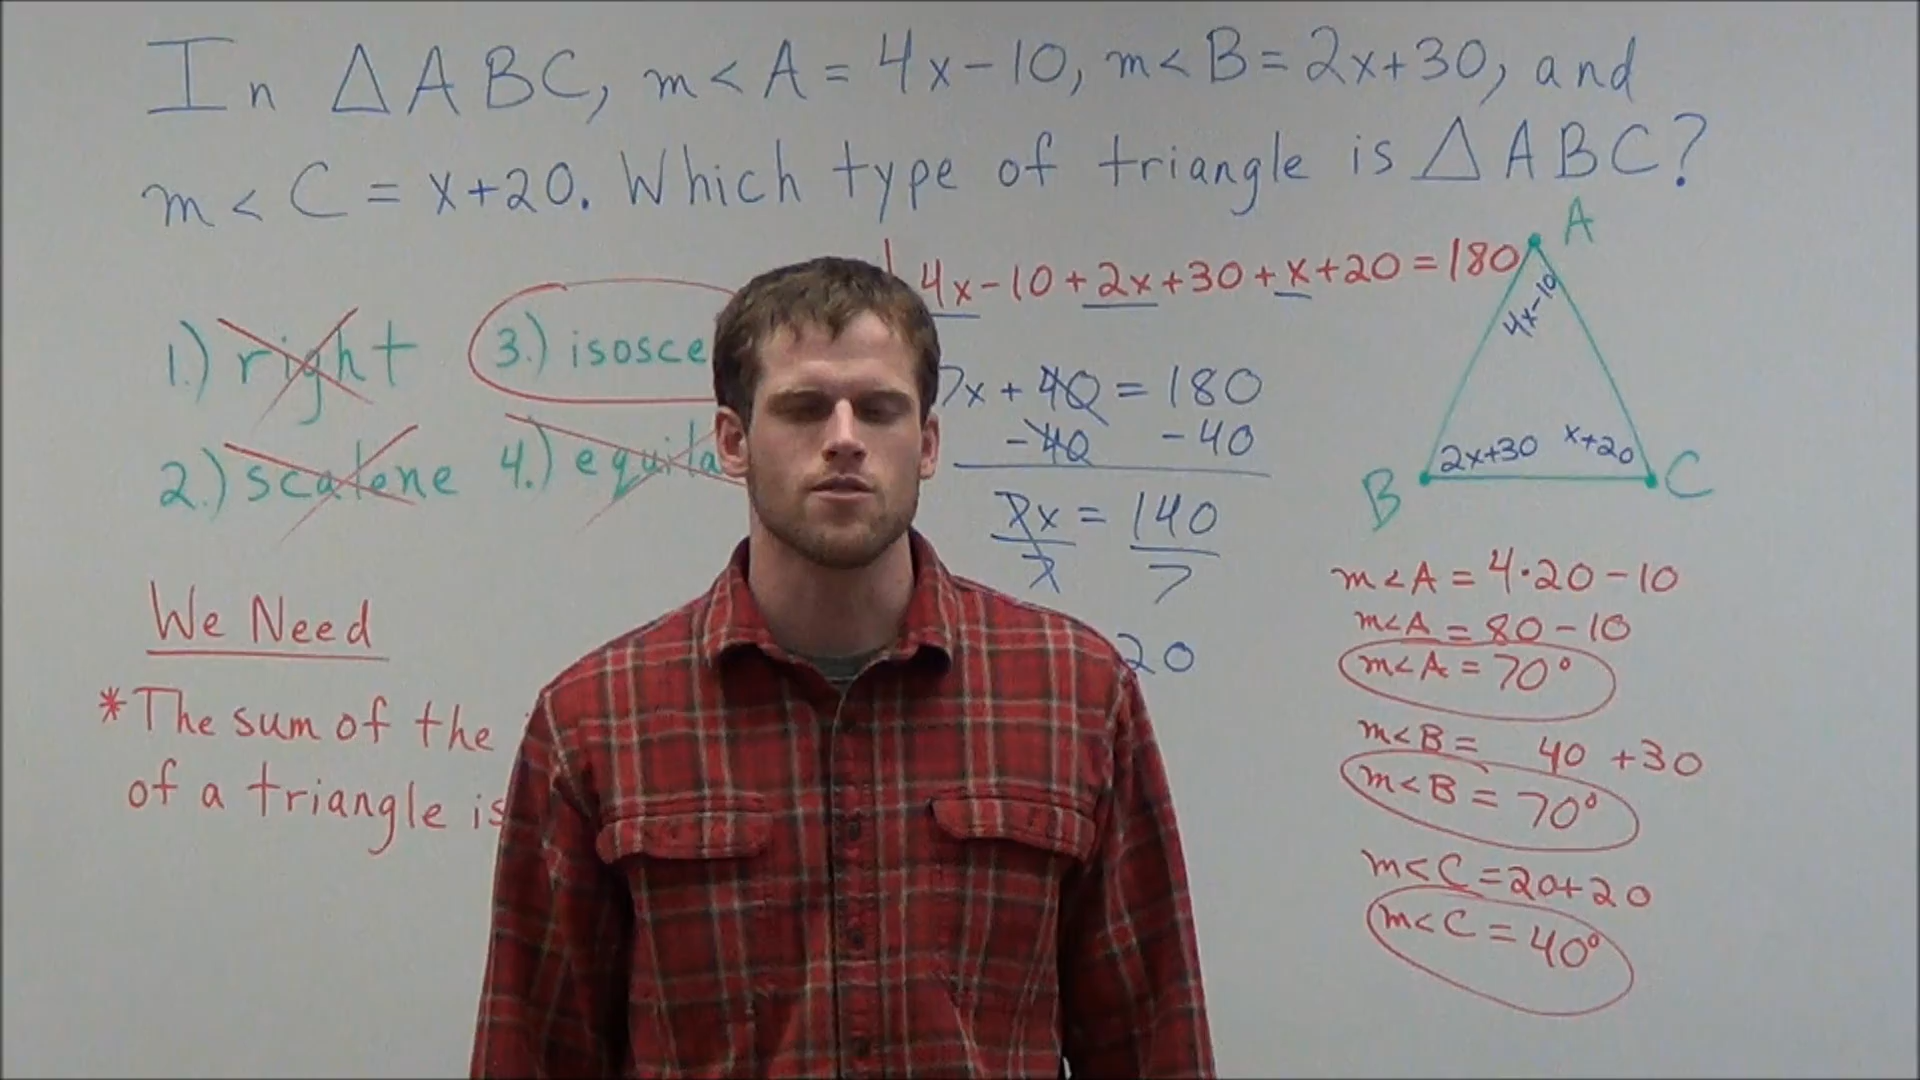 In △ABC, m<A = 4x-10, m<B = 2x+30, and
m<C = x+20. Which type of triangle is △ABC?
1.) right
3.) isosce
2.) scalene
4.) equila
We Need
*The sum of the
of a triangle is
4x-10+2x+30+x+20=180
7x + 40 = 180
-40 -40
7x = 140
7 7
20
A
4x-10
2x+30 x+20
B C
m<A = 4·20-10
m<A = 80-10
m<A = 70°
m<B = 40 +30
m<B = 70°
m<C = 20+20
m<C = 40°